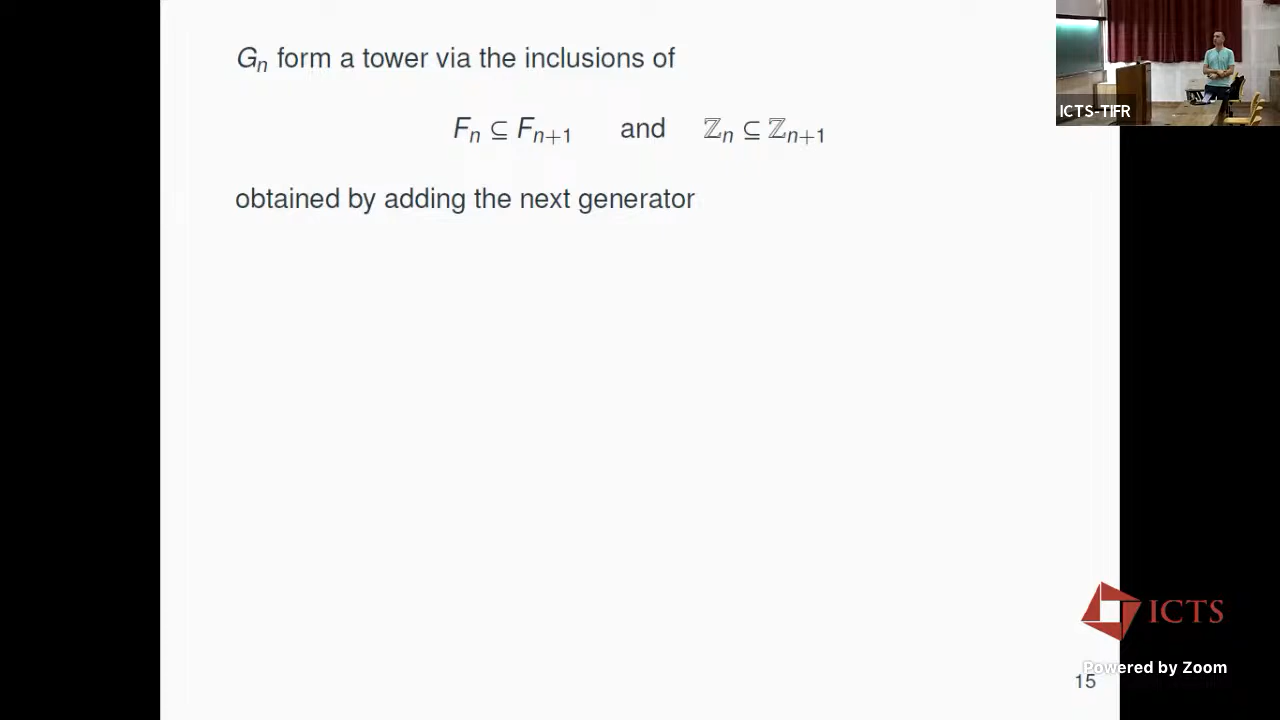 Gₙ form a tower via the inclusions of
Fₙ ⊆ Fₙ₊₁ and ℤₙ ⊆ ℤₙ₊₁
obtained by adding the next generator
ICTS-TIFR
ICTS
Powered by Zoom
15